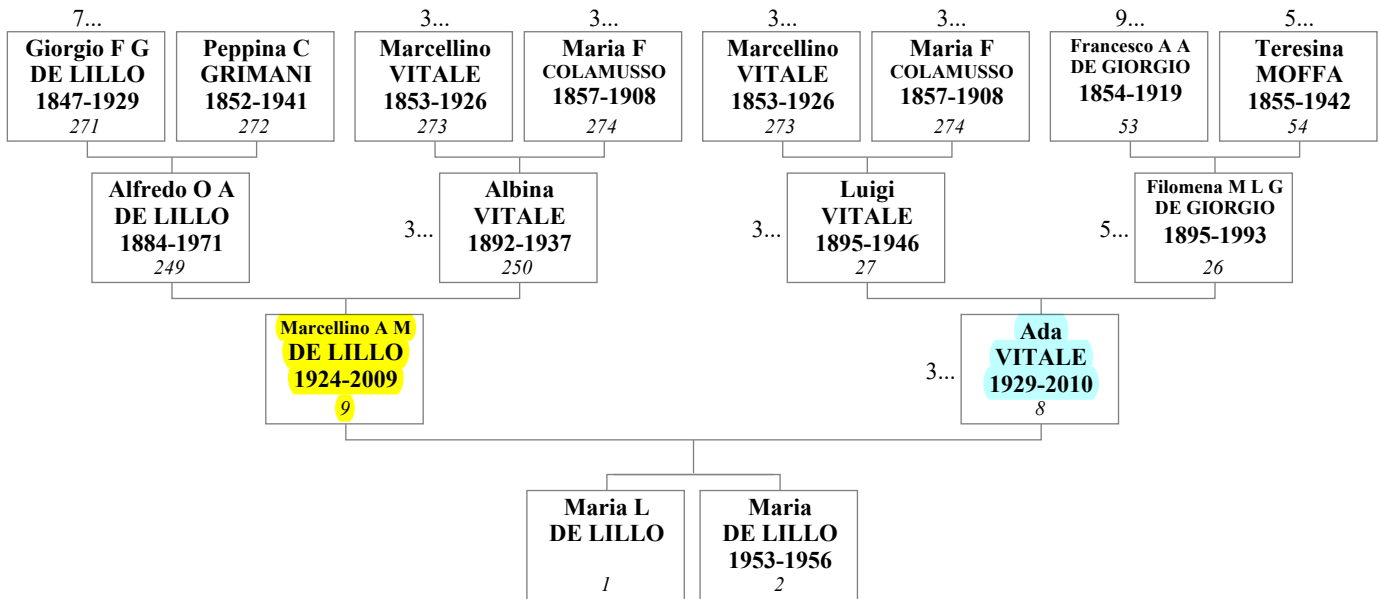 7...
3...
3...
3...
3...
9...
5...
Giorgio F G
DE LILLO
1847-1929
271
Peppina C
GRIMANI
1852-1941
272
Marcellino
VITALE
1853-1926
273
Maria F
COLAMUSSO
1857-1908
274
Marcellino
VITALE
1853-1926
273
Maria F
COLAMUSSO
1857-1908
274
Francesco A A
DE GIORGIO
1854-1919
53
Teresina
MOFFA
1855-1942
54
Alfredo O A
DE LILLO
1884-1971
249
3...
Albina
VITALE
1892-1937
250
3...
Luigi
VITALE
1895-1946
27
5...
Filomena M L G
DE GIORGIO
1895-1993
26
Marcellino A M
DE LILLO
1924-2009
9
3...
Ada
VITALE
1929-2010
8
Maria L
DE LILLO
1
Maria
DE LILLO
1953-1956
2